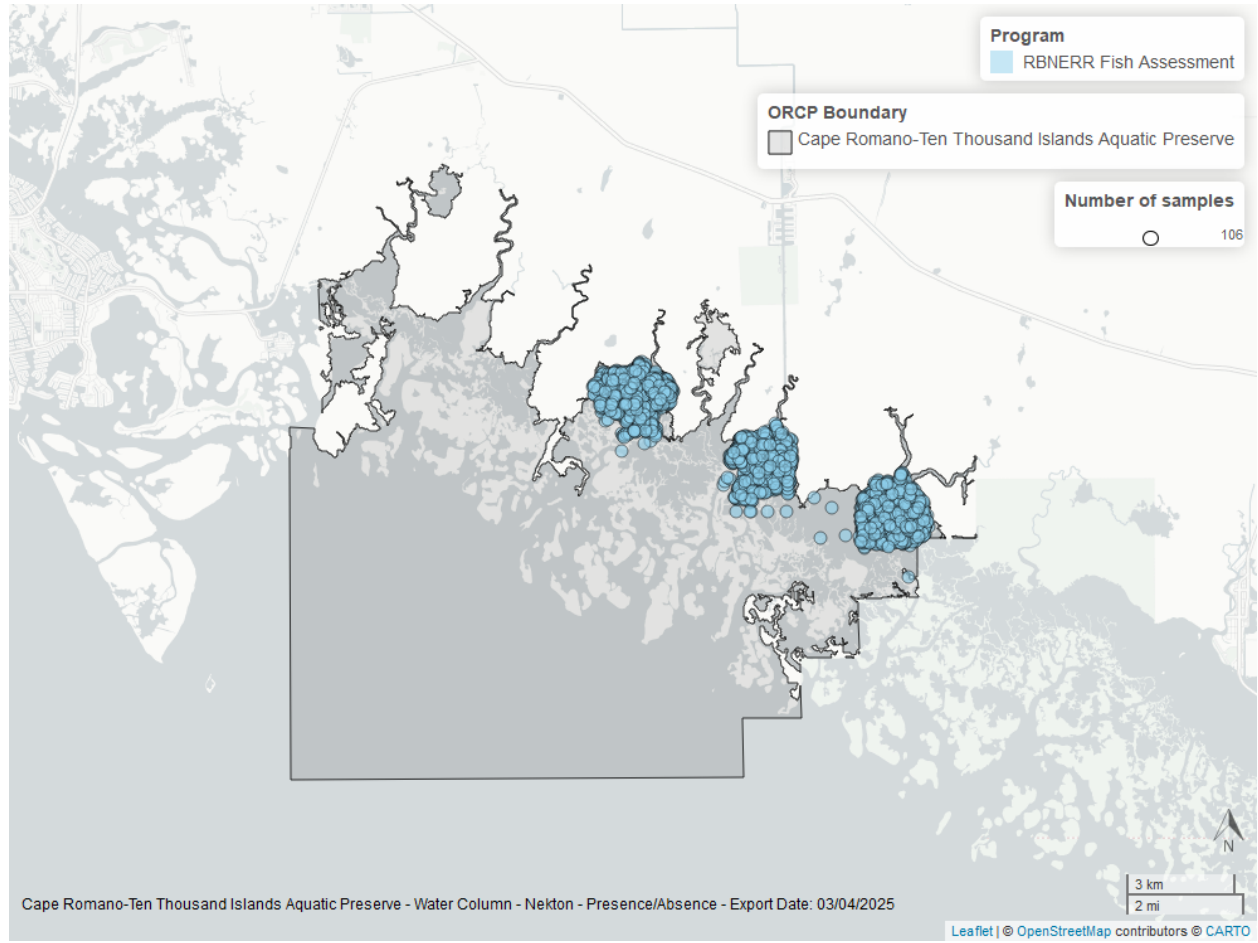 Program
RBNERR Fish Assessment
ORCP Boundary
Cape Romano-Ten Thousand Islands Aquatic Preserve
Number of samples
106
N
3 km
2 mi
Cape Romano-Ten Thousand Islands Aquatic Preserve - Water Column - Nekton - Presence/Absence - Export Date: 03/04/2025
Leaflet | © OpenStreetMap contributors © CARTO